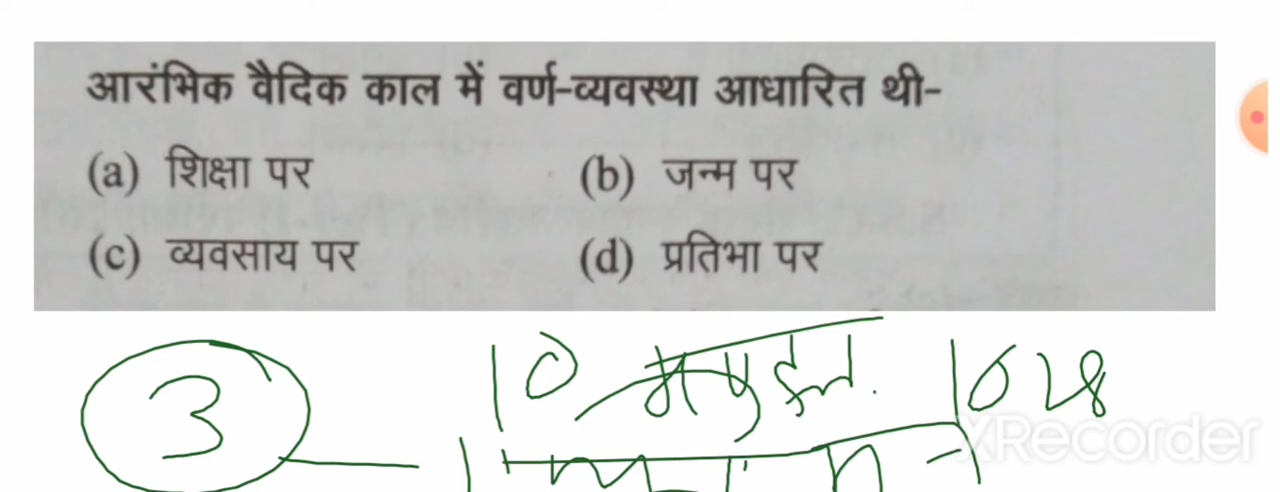 आरंभिक वैदिक काल में वर्ण-व्यवस्था आधारित थी-
(a) शिक्षा पर (b) जन्म पर
(c) व्यवसाय पर (d) प्रतिभा पर
3 10 1028
XRecorder